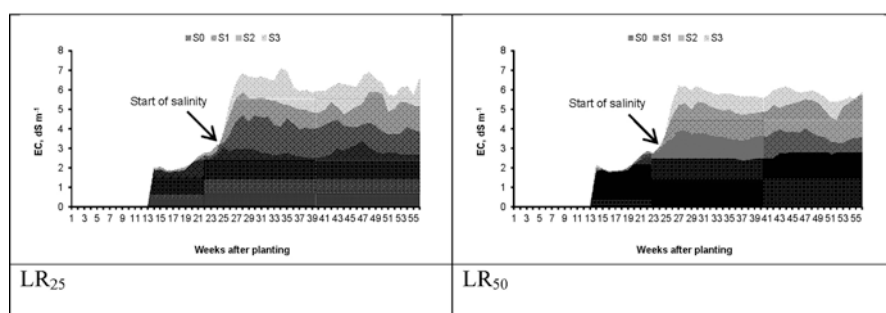 S0 S1 S2 S3
8
7
6
5
4
3
2
1
0
EC, dS m⁻¹
Start of salinity
1 3 5 7 9 11 13 15 17 19 21 23 25 27 29 31 33 35 37 39 41 43 45 47 49 51 53 55
Weeks after planting
LR₂₅
S0 S1 S2 S3
8
7
6
5
4
3
2
1
0
EC, dS m⁻¹
Start of salinity
1 3 5 7 9 11 13 15 17 19 21 23 25 27 29 31 33 35 37 39 41 43 45 47 49 51 53 55
Weeks after planting
LR₅₀